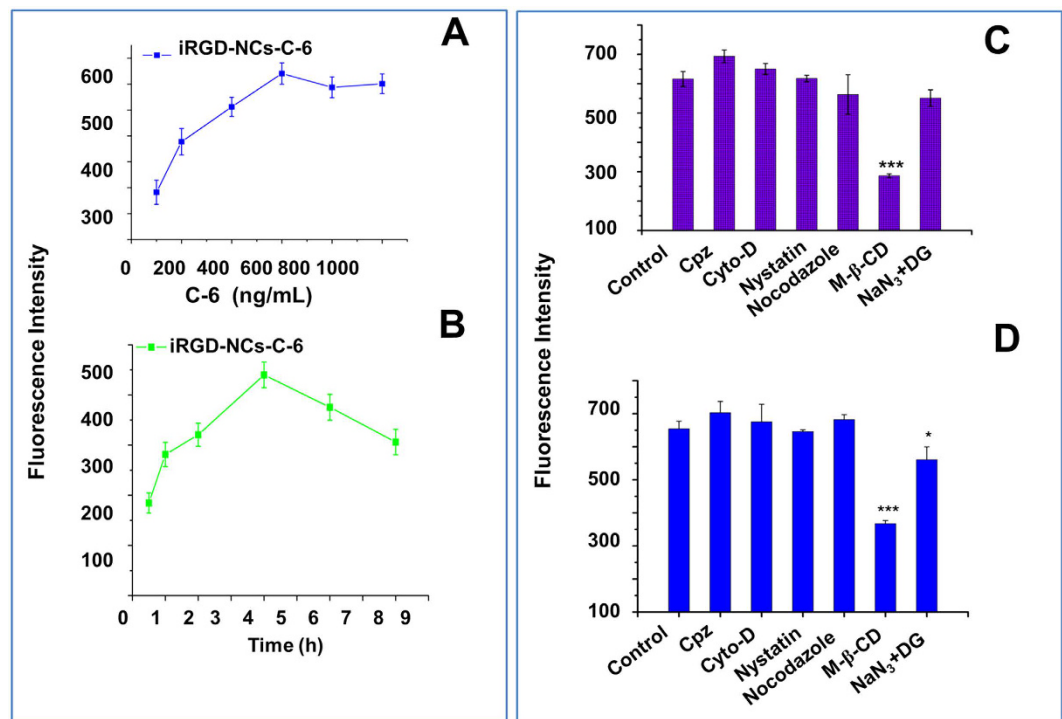 A
iRGD-NCs-C-6
600
500
400
300
0 200 400 600 800 1000
C-6 (ng/mL)
Fluorescence Intensity
B
iRGD-NCs-C-6
500
400
300
200
100
0 1 2 3 4 5 6 7 8 9
Time (h)
C
700
500
300
100
***
Control
Cpz
Cyto-D
Nystatin
Nocodazole
M-β-CD
NaN₃+DG
Fluorescence Intensity
D
700
500
300
100
***
*
Control
Cpz
Cyto-D
Nystatin
Nocodazole
M-β-CD
NaN₃+DG